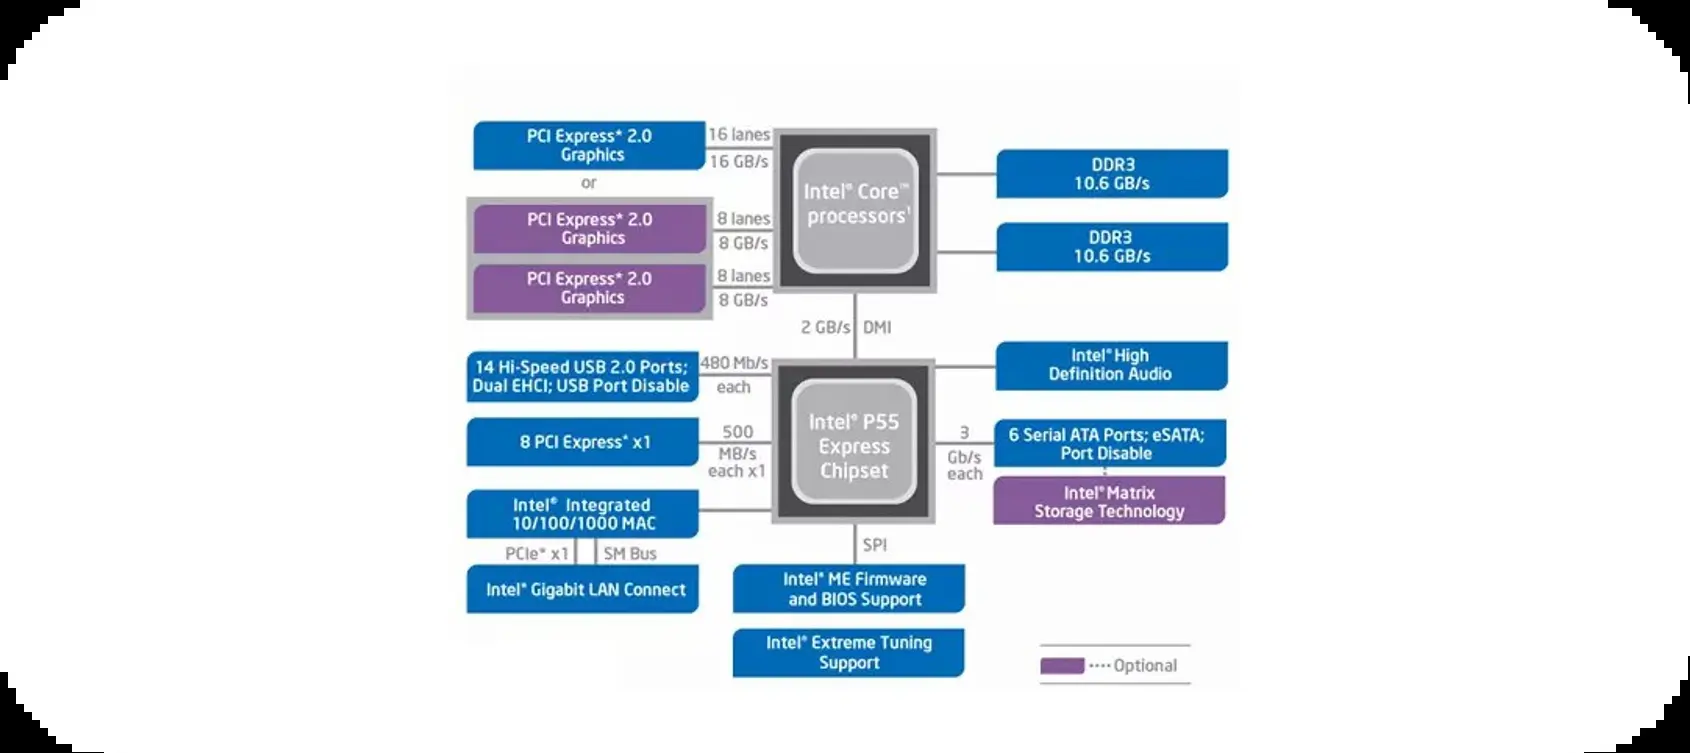 PCI Express* 2.0
Graphics
16 lanes
16 GB/s
or
PCI Express* 2.0
Graphics
8 lanes
8 GB/s
PCI Express* 2.0
Graphics
8 lanes
8 GB/s
Intel® Core™
processors¹
DDR3
10.6 GB/s
DDR3
10.6 GB/s
2 GB/s DMI
14 Hi-Speed USB 2.0 Ports;
Dual EHCI; USB Port Disable
480 Mb/s
each
8 PCI Express* x1
500
MB/s
each x1
Intel® Integrated
10/100/1000 MAC
PCIe* x1 SM Bus
Intel® Gigabit LAN Connect
Intel® P55
Express
Chipset
Intel® High
Definition Audio
3
Gb/s
each
6 Serial ATA Ports; eSATA;
Port Disable
Intel® Matrix
Storage Technology
SPI
Intel® ME Firmware
and BIOS Support
Intel® Extreme Tuning
Support
Optional